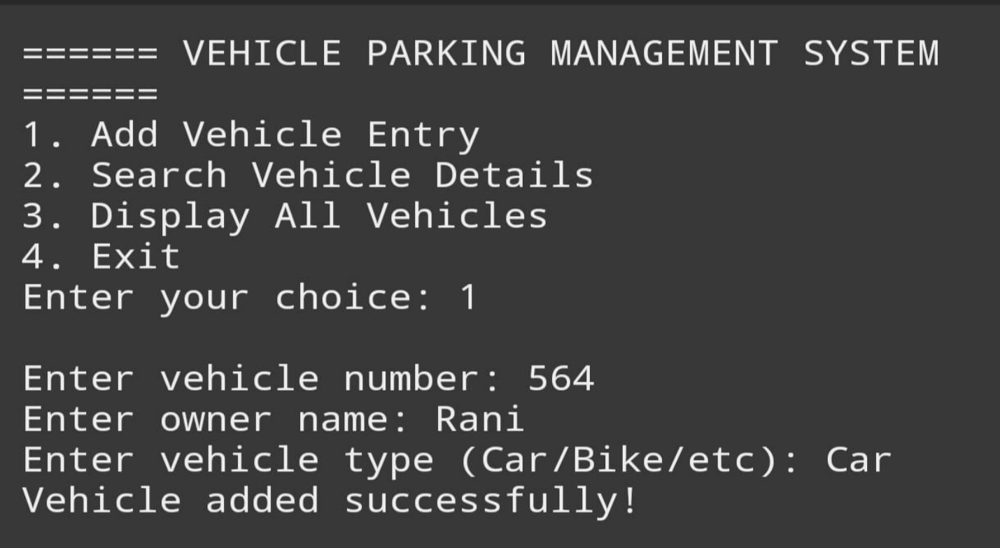 ====== VEHICLE PARKING MANAGEMENT SYSTEM
======
1. Add Vehicle Entry
2. Search Vehicle Details
3. Display All Vehicles
4. Exit
Enter your choice: 1
Enter vehicle number: 564
Enter owner name: Rani
Enter vehicle type (Car/Bike/etc): Car
Vehicle added successfully!